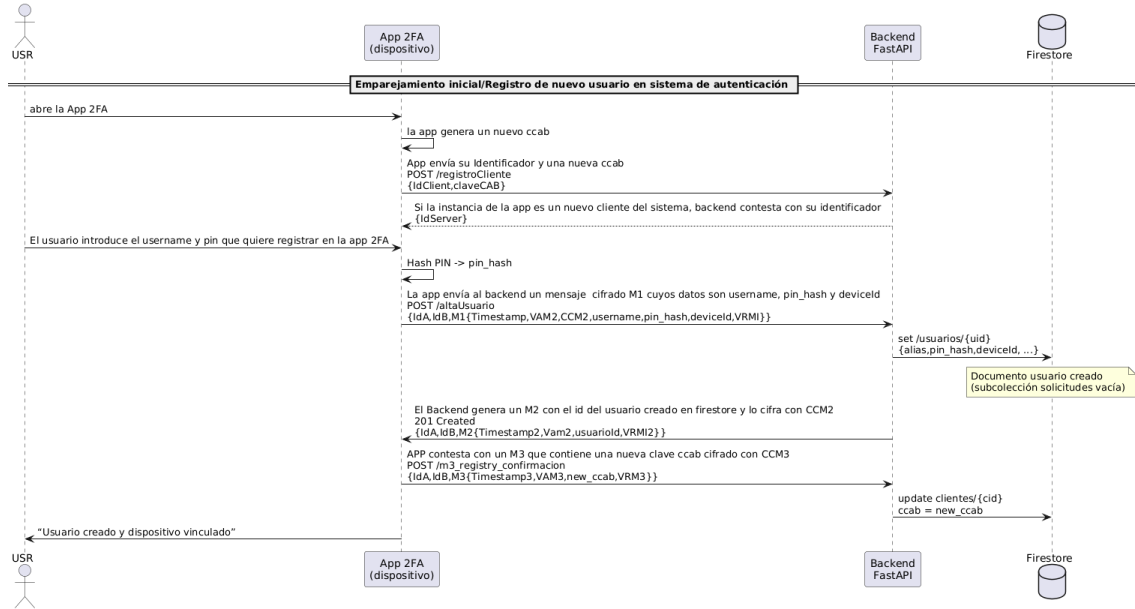 USR
App 2FA
(dispositivo)
Backend
FastAPI
Firestore
Emparejamiento inicial/Registro de nuevo usuario en sistema de autenticación
abre la App 2FA
la app genera un nuevo ccab
App envía su Identificador y una nueva ccab
POST /registroCliente
{IdClient,claveCAB}
Si la instancia de la app es un nuevo cliente del sistema, backend contesta con su identificador
{IdServer}
El usuario introduce el username y pin que quiere registrar en la app 2FA
Hash PIN -> pin_hash
La app envía al backend un mensaje  cifrado M1 cuyos datos son username, pin_hash y deviceId
POST /altaUsuario
{IdA,IdB,M1{Timestamp,VAM2,CCM2,username,pin_hash,deviceId,VRMI}}
set /usuarios/{uid}
{alias,pin_hash,deviceId, ...}
Documento usuario creado
(subcolección solicitudes vacía)
El Backend genera un M2 con el id del usuario creado en firestore y lo cifra con CCM2
201 Created
{IdA,IdB,M2{Timestamp2,Vam2,usuarioId,VRMI2}}
APP contesta con un M3 que contiene una nueva clave ccab cifrado con CCM3
POST /m3_registry_confirmacion
{IdA,IdB,M3{Timestamp3,VAM3,new_ccab,VRM3}}
update clientes/{cid}
ccab = new_ccab
“Usuario creado y dispositivo vinculado”
USR
App 2FA
(dispositivo)
Backend
FastAPI
Firestore